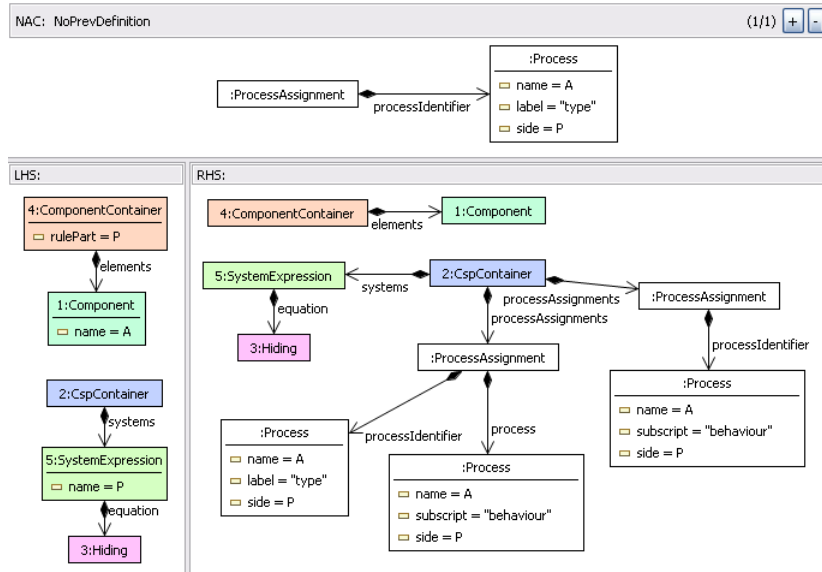 NAC: NoPrevDefinition (1/1) + -
:ProcessAssignment
processIdentifier
:Process
name = A
label = "type"
side = P
LHS:
4:ComponentContainer
rulePart = P
elements
1:Component
name = A
2:CspContainer
systems
5:SystemExpression
name = P
equation
3:Hiding
RHS:
4:ComponentContainer
elements
1:Component
5:SystemExpression
systems
2:CspContainer
processAssignments
processAssignments
:ProcessAssignment
equation
3:Hiding
:ProcessAssignment
processIdentifier
:Process
name = A
subscript = "behaviour"
side = P
processIdentifier
process
:Process
name = A
label = "type"
side = P
:Process
name = A
subscript = "behaviour"
side = P